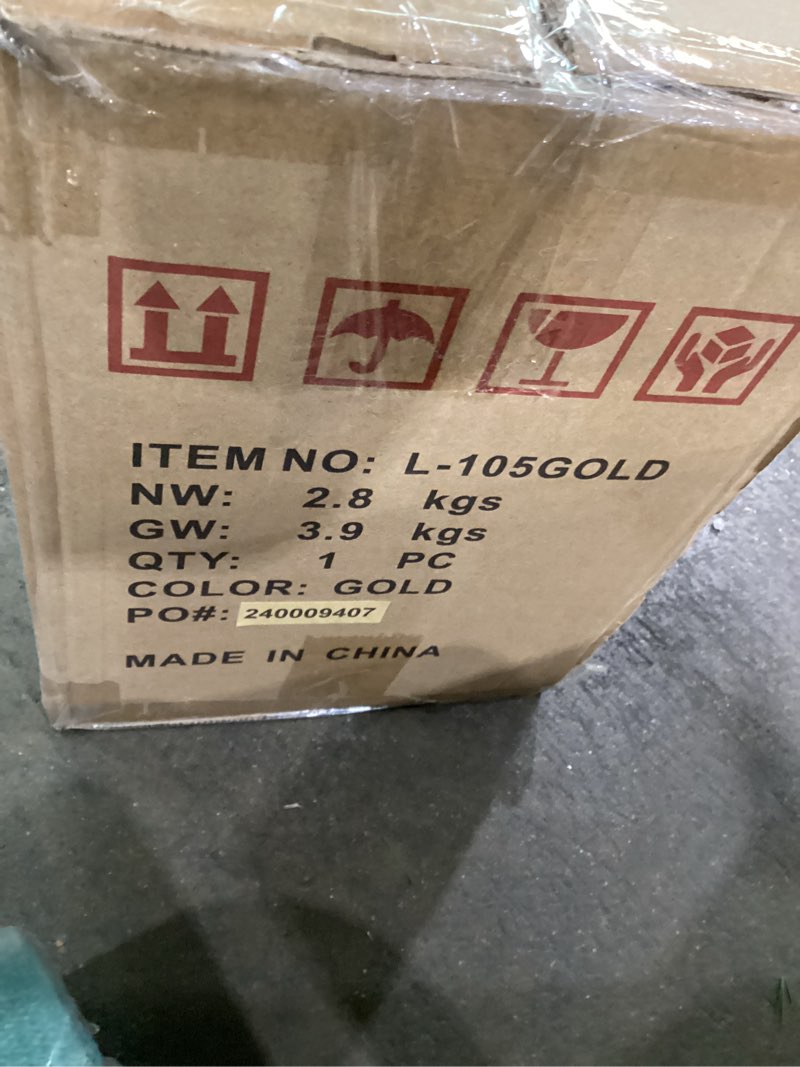 ITEM NO: L-105GOLD
NW: 2.8 kgs
GW: 3.9 kgs
QTY: 1 PC
COLOR: GOLD
PO#: 240009407
MADE IN CHINA